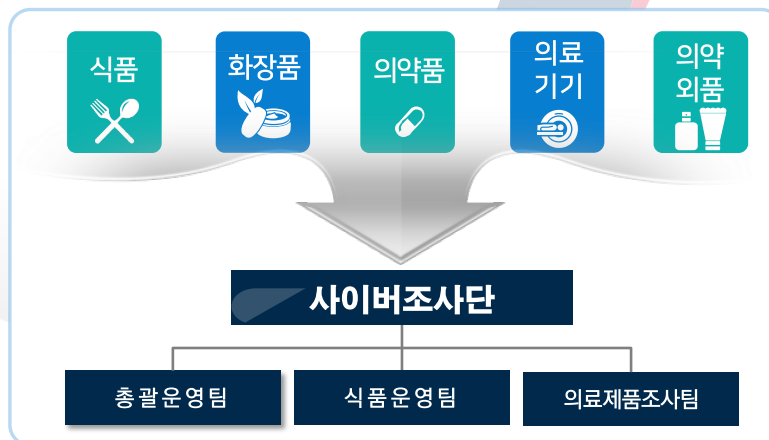 식품
화장품
의약품
의료
기기
의약
외품
사이버조사단
총괄운영팀
식품운영팀
의료제품조사팀